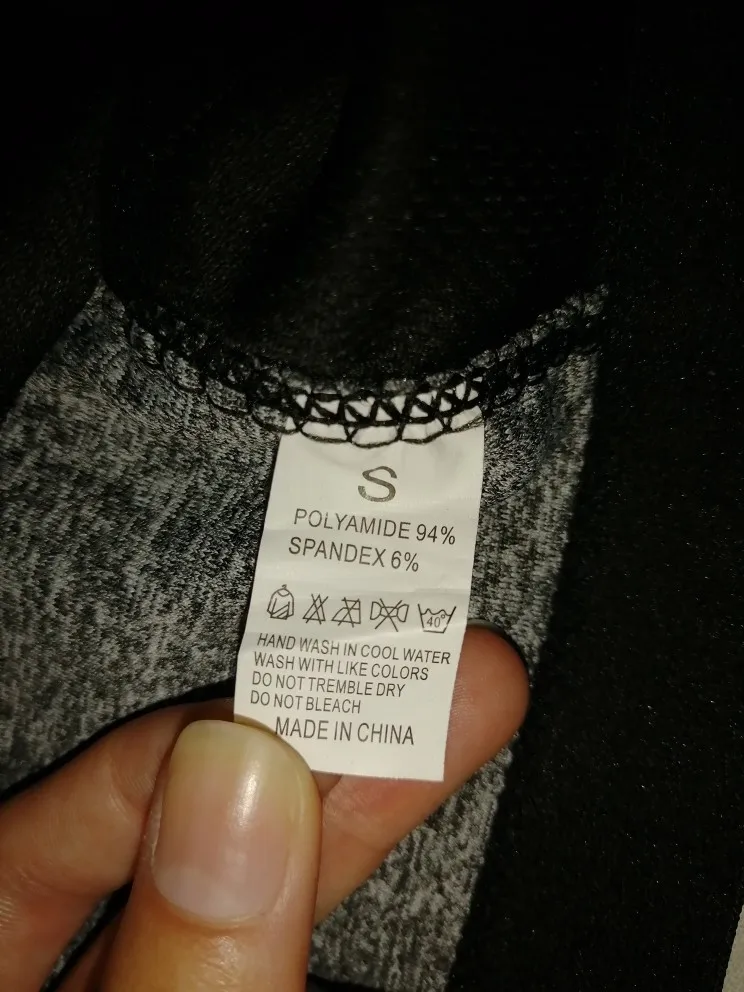 S
POLYAMIDE 94%
SPANDEX 6%
40°
HAND WASH IN COOL WATER
WASH WITH LIKE COLORS
DO NOT TREMBLE DRY
DO NOT BLEACH
MADE IN CHINA